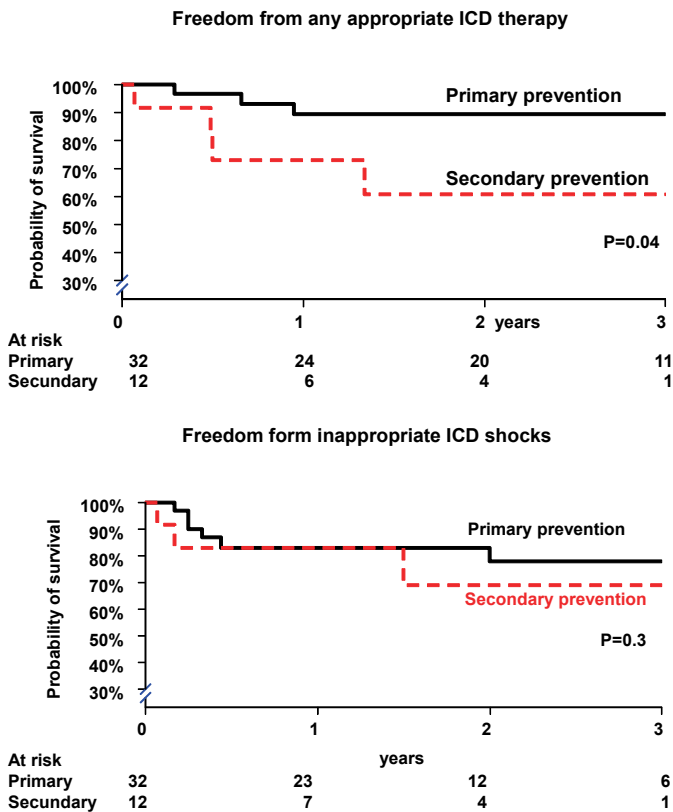 Freedom from any appropriate ICD therapy
Probability of survival
100%
90%
80%
70%
60%
50%
40%
30%
Primary prevention
Secondary prevention
P=0.04
0 1 2 years 3
At risk
Primary 32 24 20 11
Secundary 12 6 4 1
Freedom form inappropriate ICD shocks
Probability of survival
100%
90%
80%
70%
60%
50%
40%
30%
Primary prevention
Secondary prevention
P=0.3
0 1 2 3
At risk years
Primary 32 23 12 6
Secundary 12 7 4 1